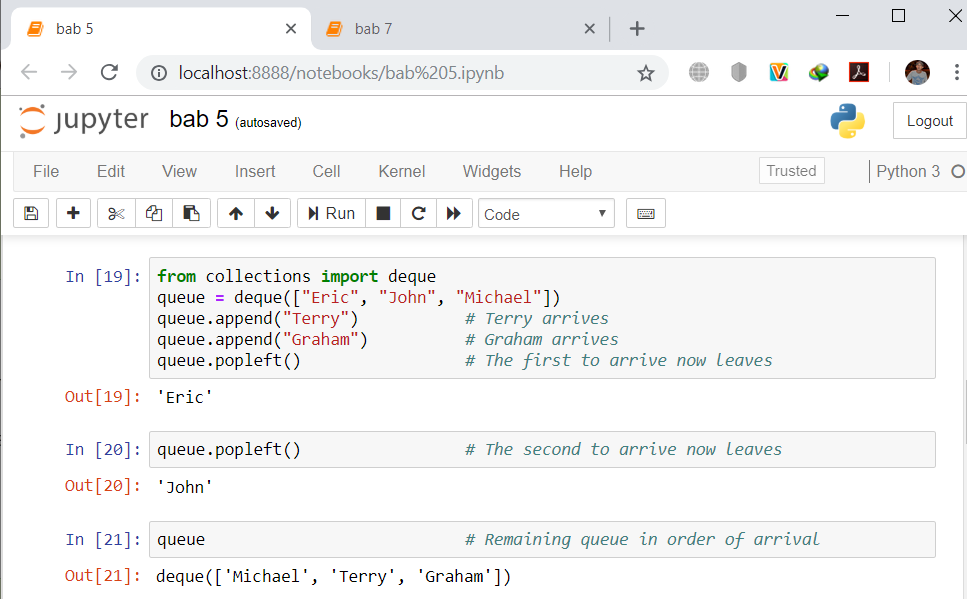 bab 5
bab 7
localhost:8888/notebooks/bab%205.ipynb
jupyter bab 5 (autosaved)
Logout
File Edit View Insert Cell Kernel Widgets Help Trusted Python 3
Run Code
In [19]: from collections import deque
queue = deque(["Eric", "John", "Michael"])
queue.append("Terry") # Terry arrives
queue.append("Graham") # Graham arrives
queue.popleft() # The first to arrive now leaves
Out[19]: 'Eric'
In [20]: queue.popleft() # The second to arrive now leaves
Out[20]: 'John'
In [21]: queue # Remaining queue in order of arrival
Out[21]: deque(['Michael', 'Terry', 'Graham'])